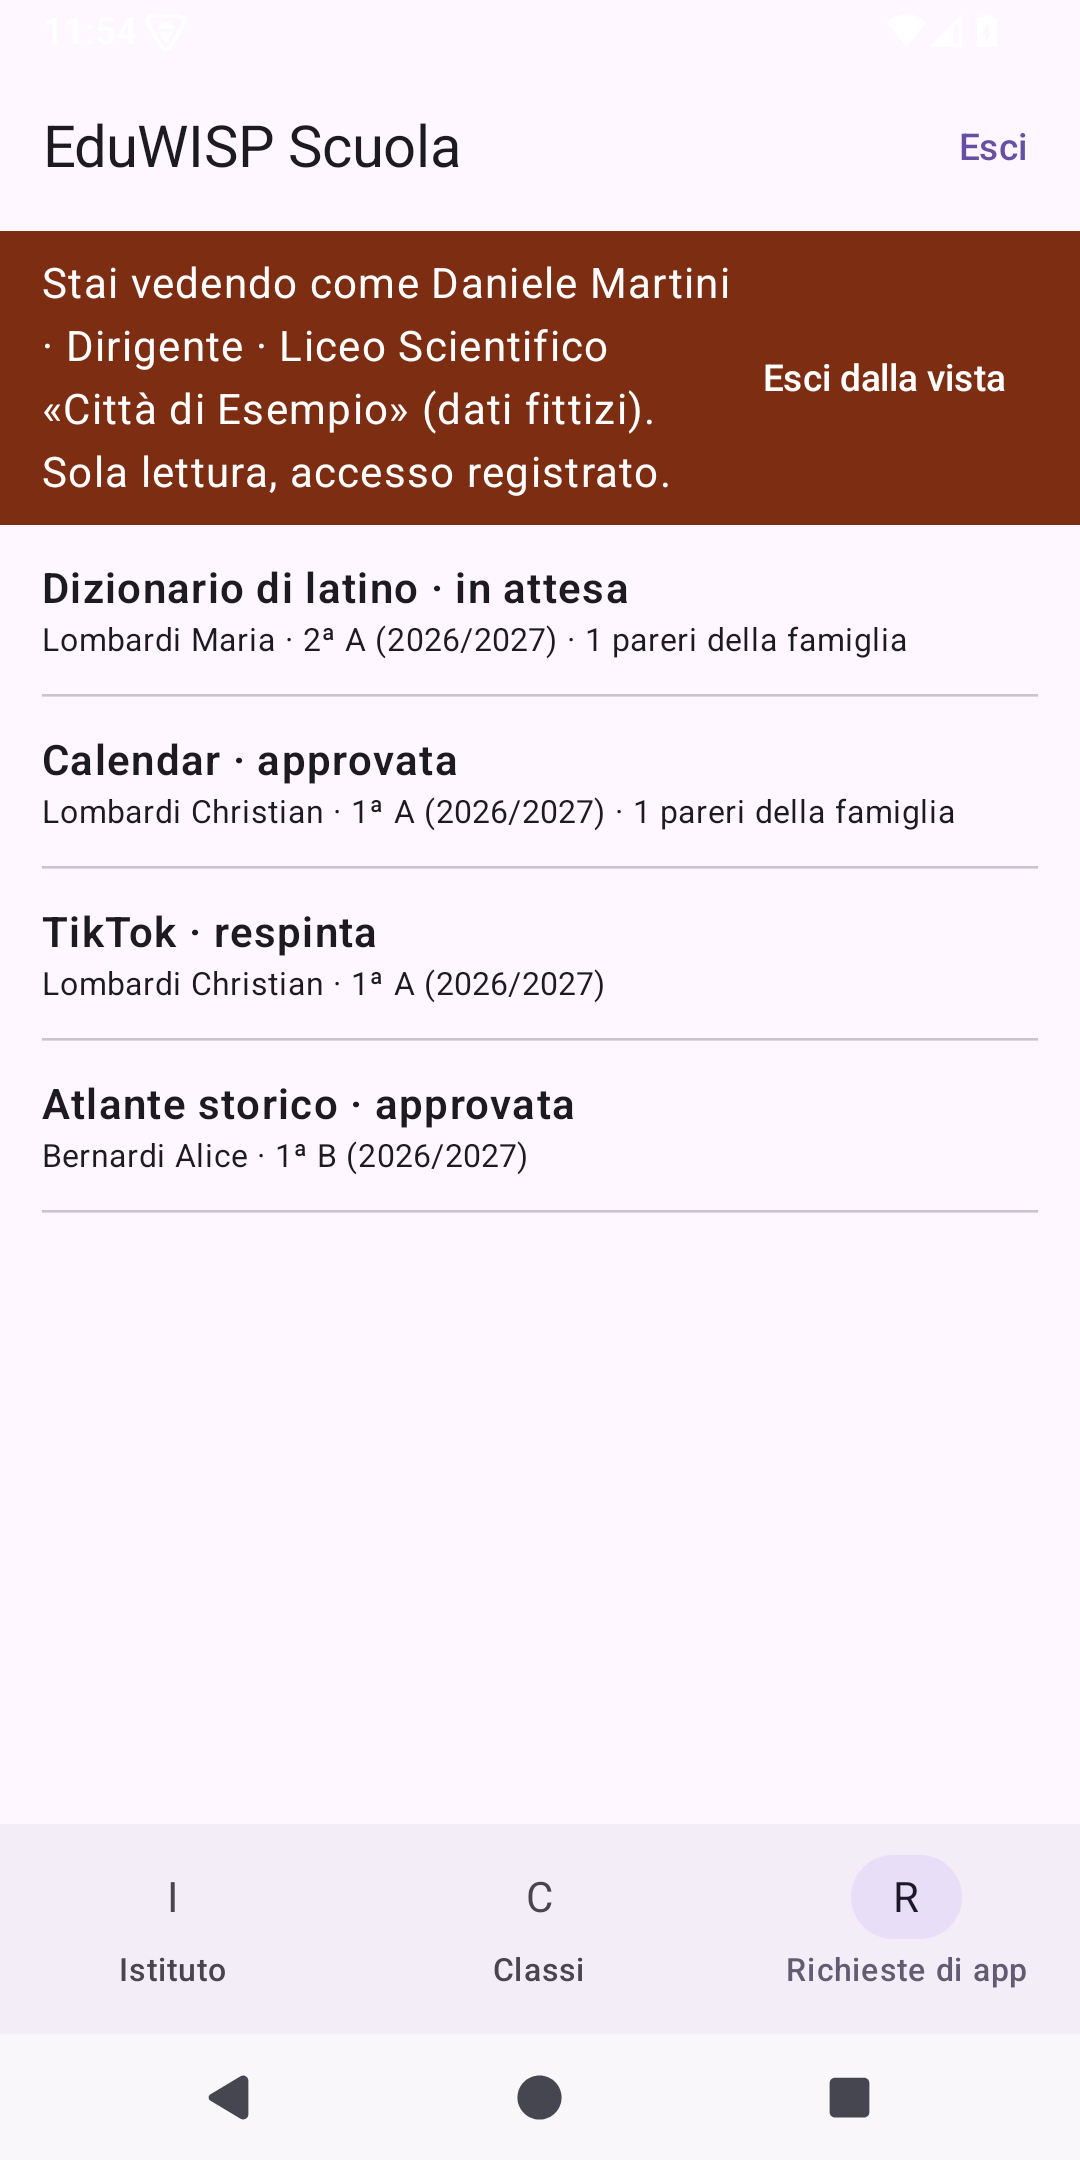 11:54
EduWISP Scuola
Esci
Stai vedendo come Daniele Martini
· Dirigente · Liceo Scientifico
«Città di Esempio» (dati fittizi).
Sola lettura, accesso registrato.
Esci dalla vista
Dizionario di latino · in attesa
Lombardi Maria · 2ª A (2026/2027) · 1 pareri della famiglia
Calendar · approvata
Lombardi Christian · 1ª A (2026/2027) · 1 pareri della famiglia
TikTok · respinta
Lombardi Christian · 1ª A (2026/2027)
Atlante storico · approvata
Bernardi Alice · 1ª B (2026/2027)
I
C
R
Istituto
Classi
Richieste di app